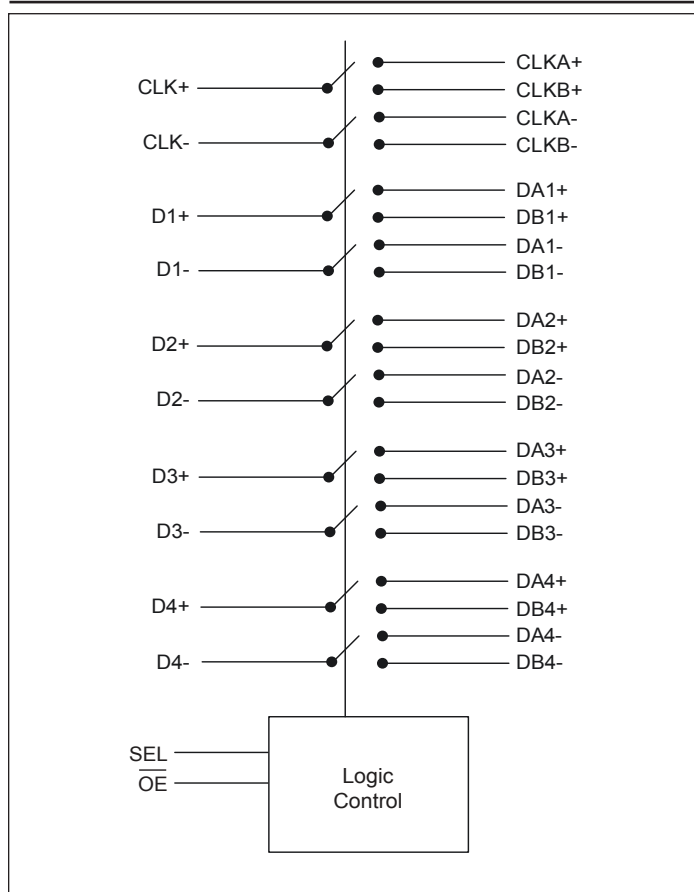 CLKA+
CLK+
CLKB+
CLKA-
CLK-
CLKB-
DA1+
D1+
DB1+
DA1-
D1-
DB1-
DA2+
D2+
DB2+
DA2-
D2-
DB2-
DA3+
D3+
DB3+
DA3-
D3-
DB3-
DA4+
D4+
DB4+
DA4-
D4-
DB4-
SEL
O̅E̅
Logic
Control